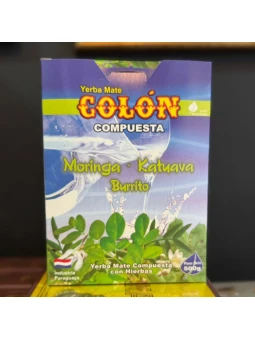 Yerba Mate
COLÓN
COMPUESTA
Moringa - Katuava
Burrito
Yerba Mate Compuesta
con Hierbas
Industria
Paraguaya
500g